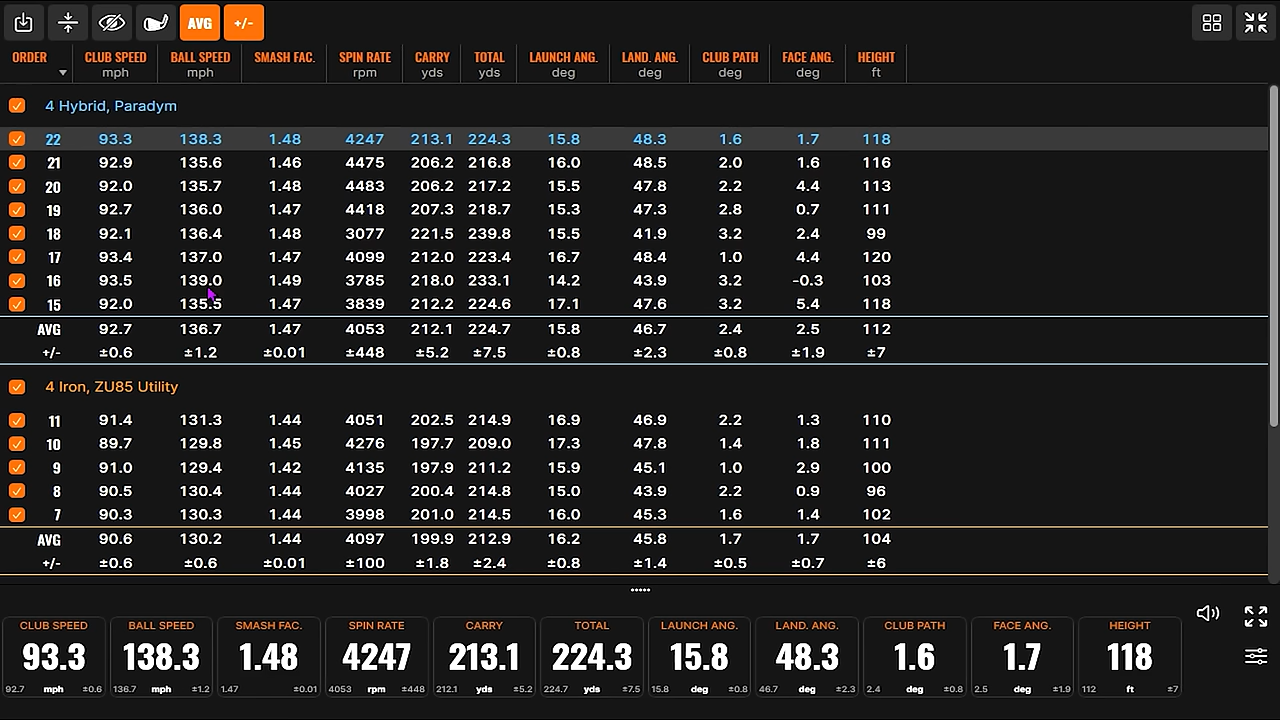 AVG +/-
ORDER CLUB SPEED BALL SPEED SMASH FAC. SPIN RATE CARRY TOTAL LAUNCH ANG. LAND. ANG. CLUB PATH FACE ANG. HEIGHT
mph mph rpm yds yds deg deg deg deg ft
4 Hybrid, Paradym
22 93.3 138.3 1.48 4247 213.1 224.3 15.8 48.3 1.6 1.7 118
21 92.9 135.6 1.46 4475 206.2 216.8 16.0 48.5 2.0 1.6 116
20 92.0 135.7 1.48 4483 206.2 217.2 15.5 47.8 2.2 4.4 113
19 92.7 136.0 1.47 4418 207.3 218.7 15.3 47.3 2.8 0.7 111
18 92.1 136.4 1.48 3077 221.5 239.8 15.5 41.9 3.2 2.4 99
17 93.4 137.0 1.47 4099 212.0 223.4 16.7 48.4 1.0 4.4 120
16 93.5 139.0 1.49 3785 218.0 233.1 14.2 43.9 3.2 -0.3 103
15 92.0 135.5 1.47 3839 212.2 224.6 17.1 47.6 3.2 5.4 118
AVG 92.7 136.7 1.47 4053 212.1 224.7 15.8 46.7 2.4 2.5 112
+/- ±0.6 ±1.2 ±0.01 ±448 ±5.2 ±7.5 ±0.8 ±2.3 ±0.8 ±1.9 ±7
4 Iron, ZU85 Utility
11 91.4 131.3 1.44 4051 202.5 214.9 16.9 46.9 2.2 1.3 110
10 89.7 129.8 1.45 4276 197.7 209.0 17.3 47.8 1.4 1.8 111
9 91.0 129.4 1.42 4135 197.9 211.2 15.9 45.1 1.0 2.9 100
8 90.5 130.4 1.44 4027 200.4 214.8 15.0 43.9 2.2 0.9 96
7 90.3 130.3 1.44 3998 201.0 214.5 16.0 45.3 1.6 1.4 102
AVG 90.6 130.2 1.44 4097 199.9 212.9 16.2 45.8 1.7 1.7 104
+/- ±0.6 ±0.6 ±0.01 ±100 ±1.8 ±2.4 ±0.8 ±1.4 ±0.5 ±0.7 ±6
CLUB SPEED BALL SPEED SMASH FAC. SPIN RATE CARRY TOTAL LAUNCH ANG. LAND. ANG. CLUB PATH FACE ANG. HEIGHT
93.3 138.3 1.48 4247 213.1 224.3 15.8 48.3 1.6 1.7 118
92.7 mph ±0.6 136.7 mph ±1.2 1.47 ±0.01 4053 rpm ±448 212.1 yds ±5.2 224.7 yds ±7.5 15.8 deg ±0.8 46.7 deg ±2.3 2.4 deg ±0.8 2.5 deg ±1.9 112 ft ±7